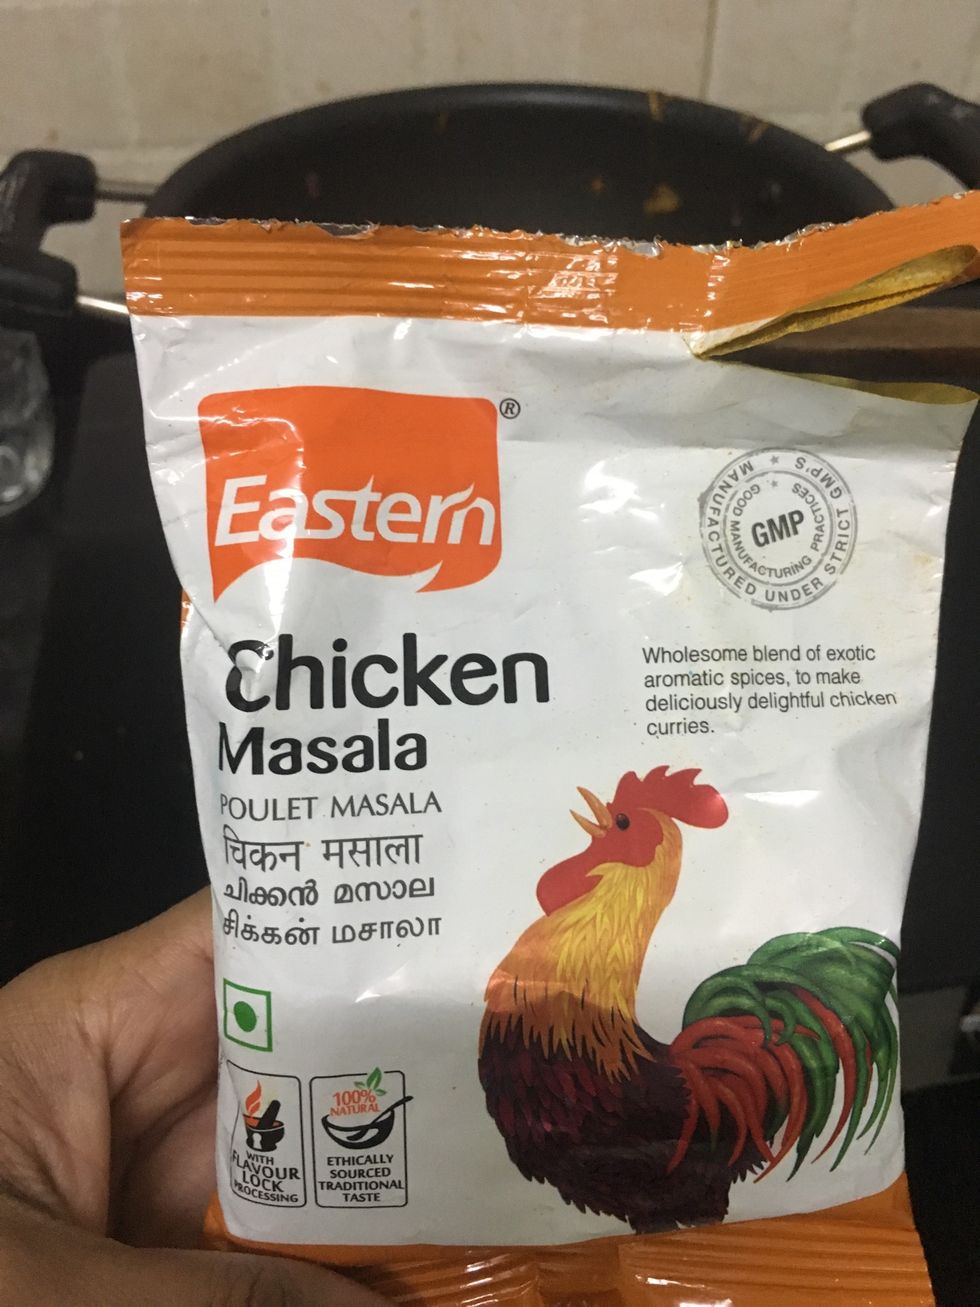 Eastern®
MANUFACTURED UNDER STRICT GMP'S
GOOD MANUFACTURING PRACTICES
GMP
Chicken
Masala
Wholesome blend of exotic
aromatic spices, to make
deliciously delightful chicken
curries.
POULET MASALA
चिकन मसाला
ചിക്കൻ മസാല
சிக்கன் மசாலா
WITH
FLAVOUR
LOCK
PROCESSING
100%
NATURAL
ETHICALLY
SOURCED
TRADITIONAL
TASTE